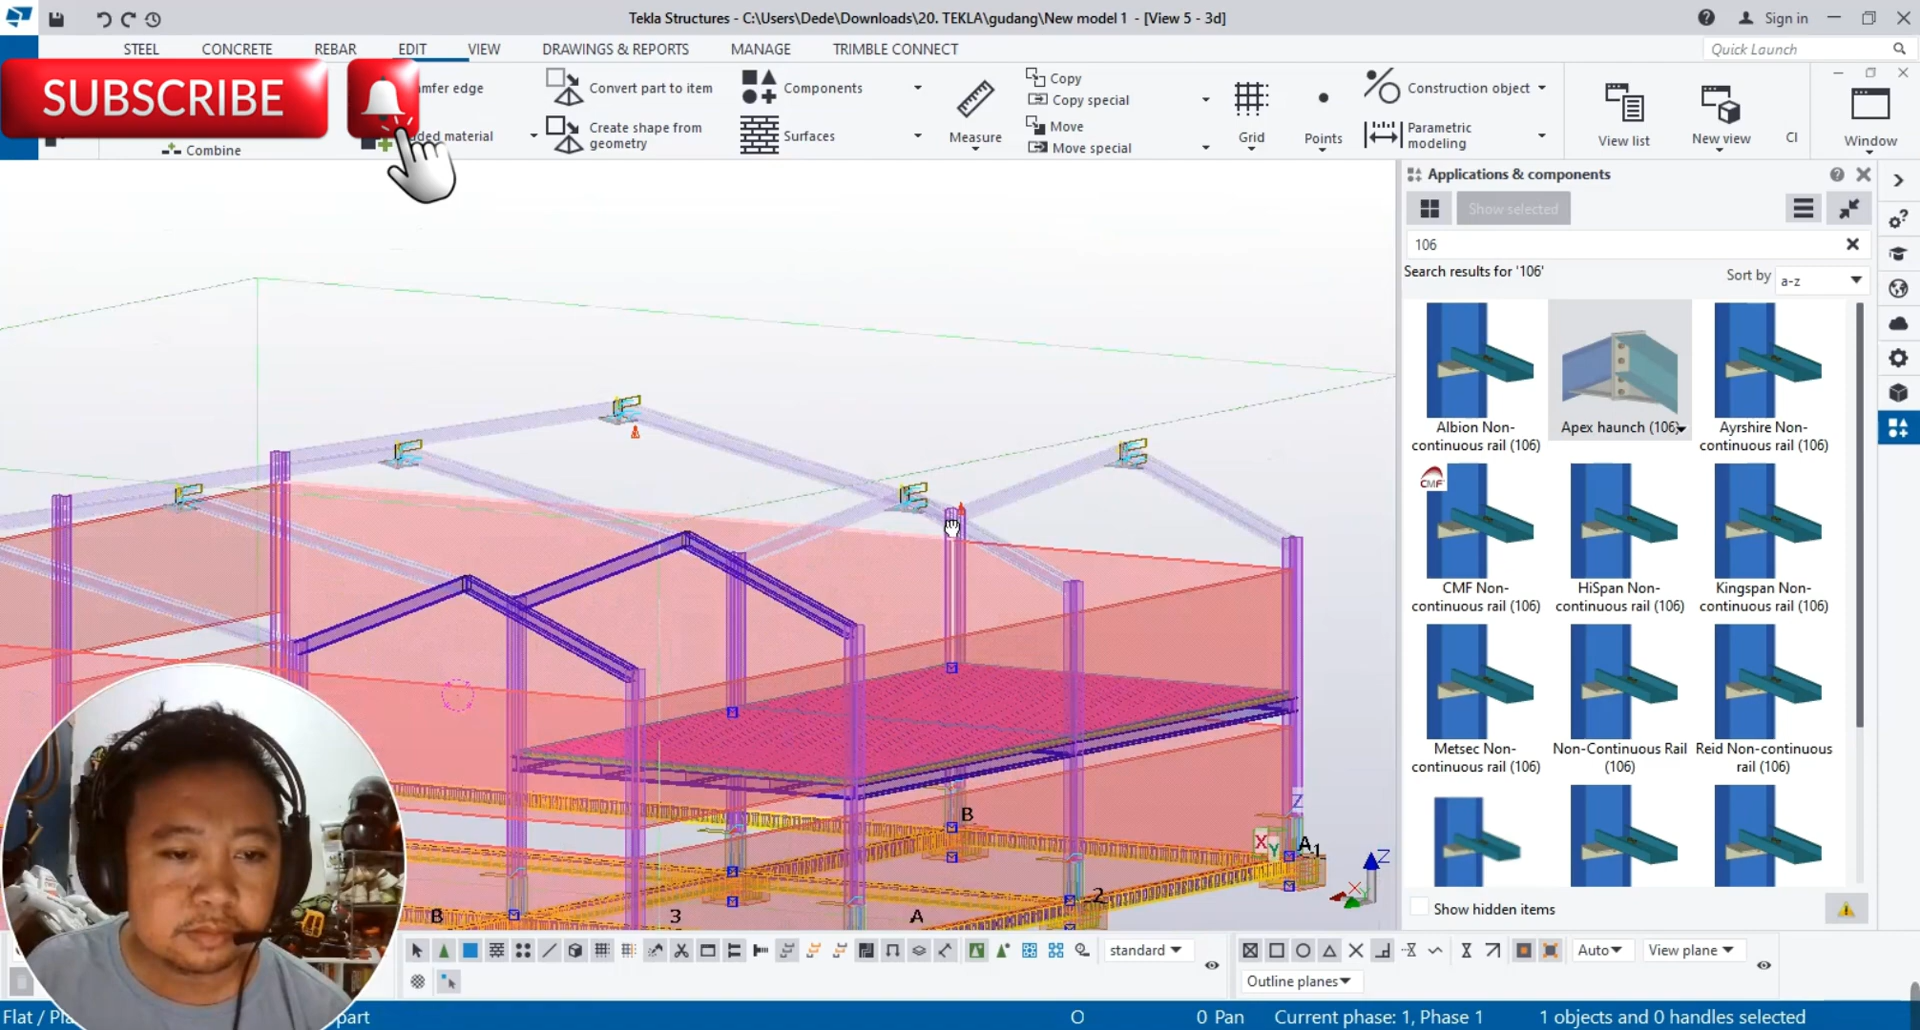 Tekla Structures - C:\Users\Dede\Downloads\20. TEKLA\gudang\New model 1 - [View 5 - 3d]
Sign in
STEEL
CONCRETE
REBAR
EDIT
VIEW
DRAWINGS & REPORTS
MANAGE
TRIMBLE CONNECT
Quick Launch
SUBSCRIBE
Combine
Convert part to item
Create shape from
geometry
Components
Surfaces
Measure
Copy
Copy special
Move
Move special
Grid
Points
Construction object
Parametric
modeling
View list
New view
Cl
Window
Applications & components
Show selected
106
Search results for '106'
Sort by
a-z
Albion Non-
continuous rail (106)
Apex haunch (106)
Ayrshire Non-
continuous rail (106)
CMF
CMF Non-
continuous rail (106)
HiSpan Non-
continuous rail (106)
Kingspan Non-
continuous rail (106)
Metsec Non-
continuous rail (106)
Non-Continuous Rail
(106)
Reid Non-continuous
rail (106)
Show hidden items
B
A
1
2
B
3
A
X
Y
Z
Z
X
Y
standard
Auto
View plane
Outline planes
Flat / Pl
part
O
0 Pan
Current phase: 1, Phase 1
1 objects and 0 handles selected